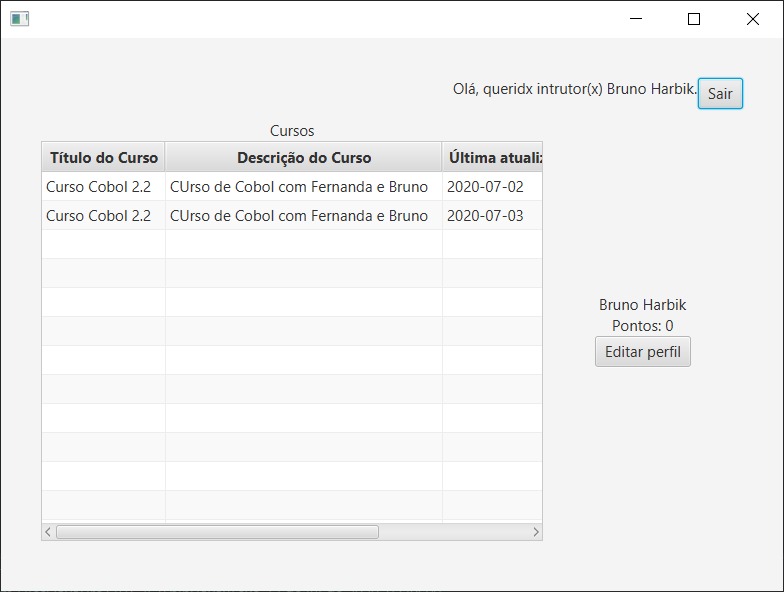 Olá, queridx intrutor(x) Bruno Harbik. Sair
Cursos
Título do Curso Descrição do Curso Última
Curso Cobol 2.2 CUrso de Cobol com Fernanda e Bruno 2020-07-02
Curso Cobol 2.2 CUrso de Cobol com Fernanda e Bruno 2020-07-03
Bruno Harbik
Pontos: 0
Editar perfil